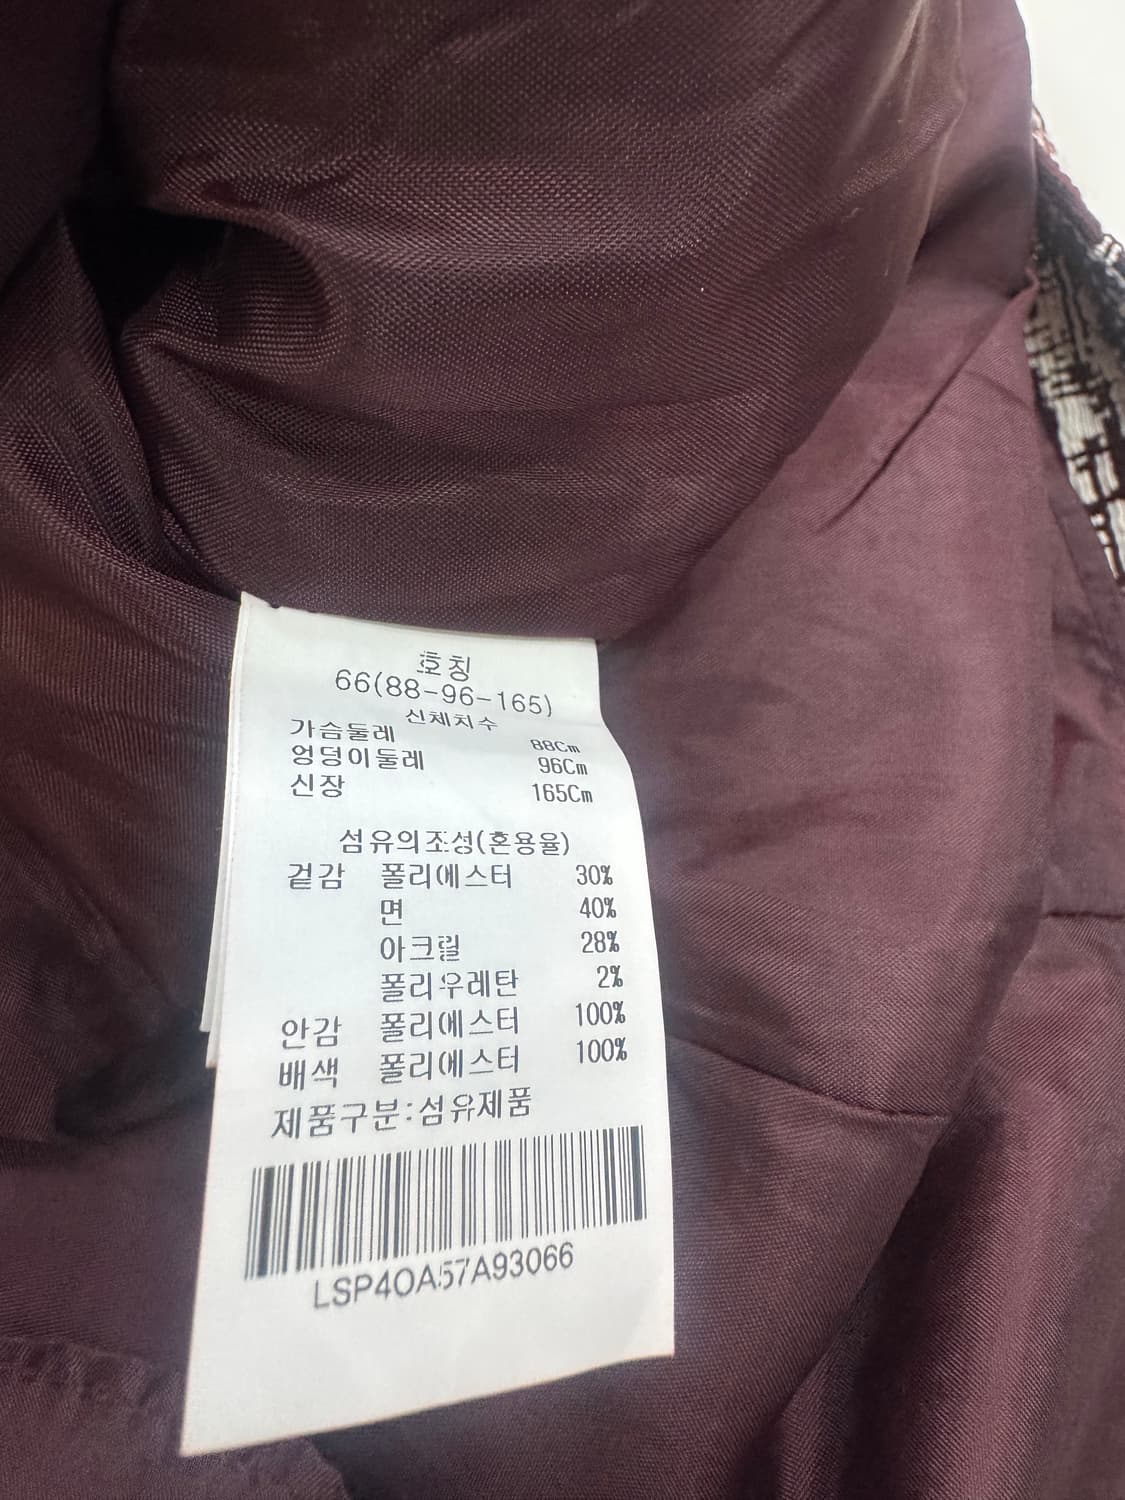 호칭
66(88-96-165)
신체치수
가슴둘레 88Cm
엉덩이둘레 96Cm
신장 165Cm
섬유의조성(혼용율)
겉감 폴리에스터 30%
면 40%
아크릴 28%
폴리우레탄 2%
안감 폴리에스터 100%
배색 폴리에스터 100%
제품구분:섬유제품
LSP4OA57A93066